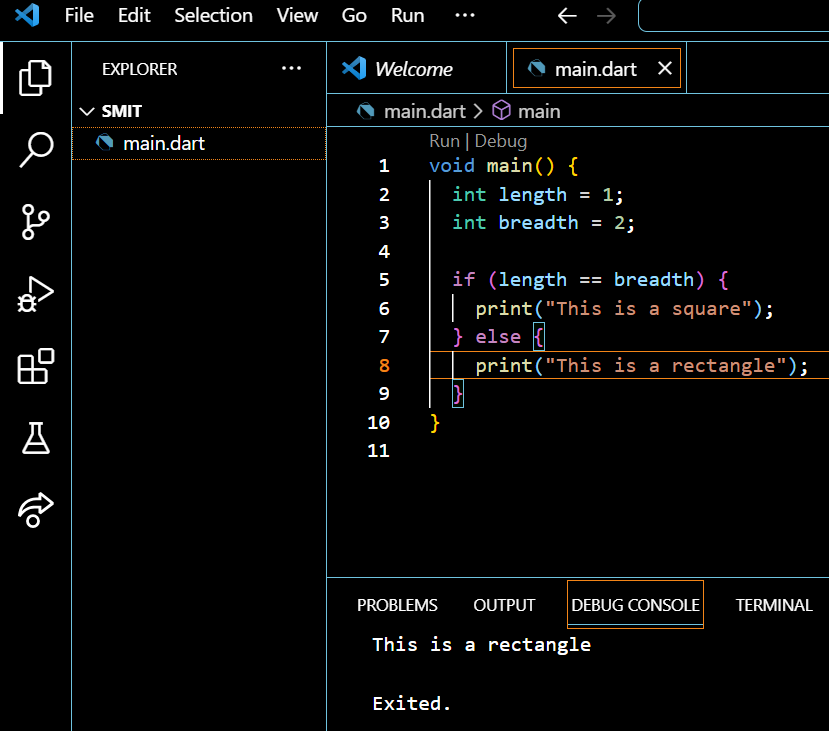 File Edit Selection View Go Run ···
EXPLORER ···
SMIT
main.dart
Welcome main.dart
main.dart > main
Run | Debug
1 void main() {
2   int length = 1;
3   int breadth = 2;
4
5   if (length == breadth) {
6     print("This is a square");
7   } else {
8     print("This is a rectangle");
9   }
10 }
11
PROBLEMS OUTPUT DEBUG CONSOLE TERMINAL
This is a rectangle
Exited.